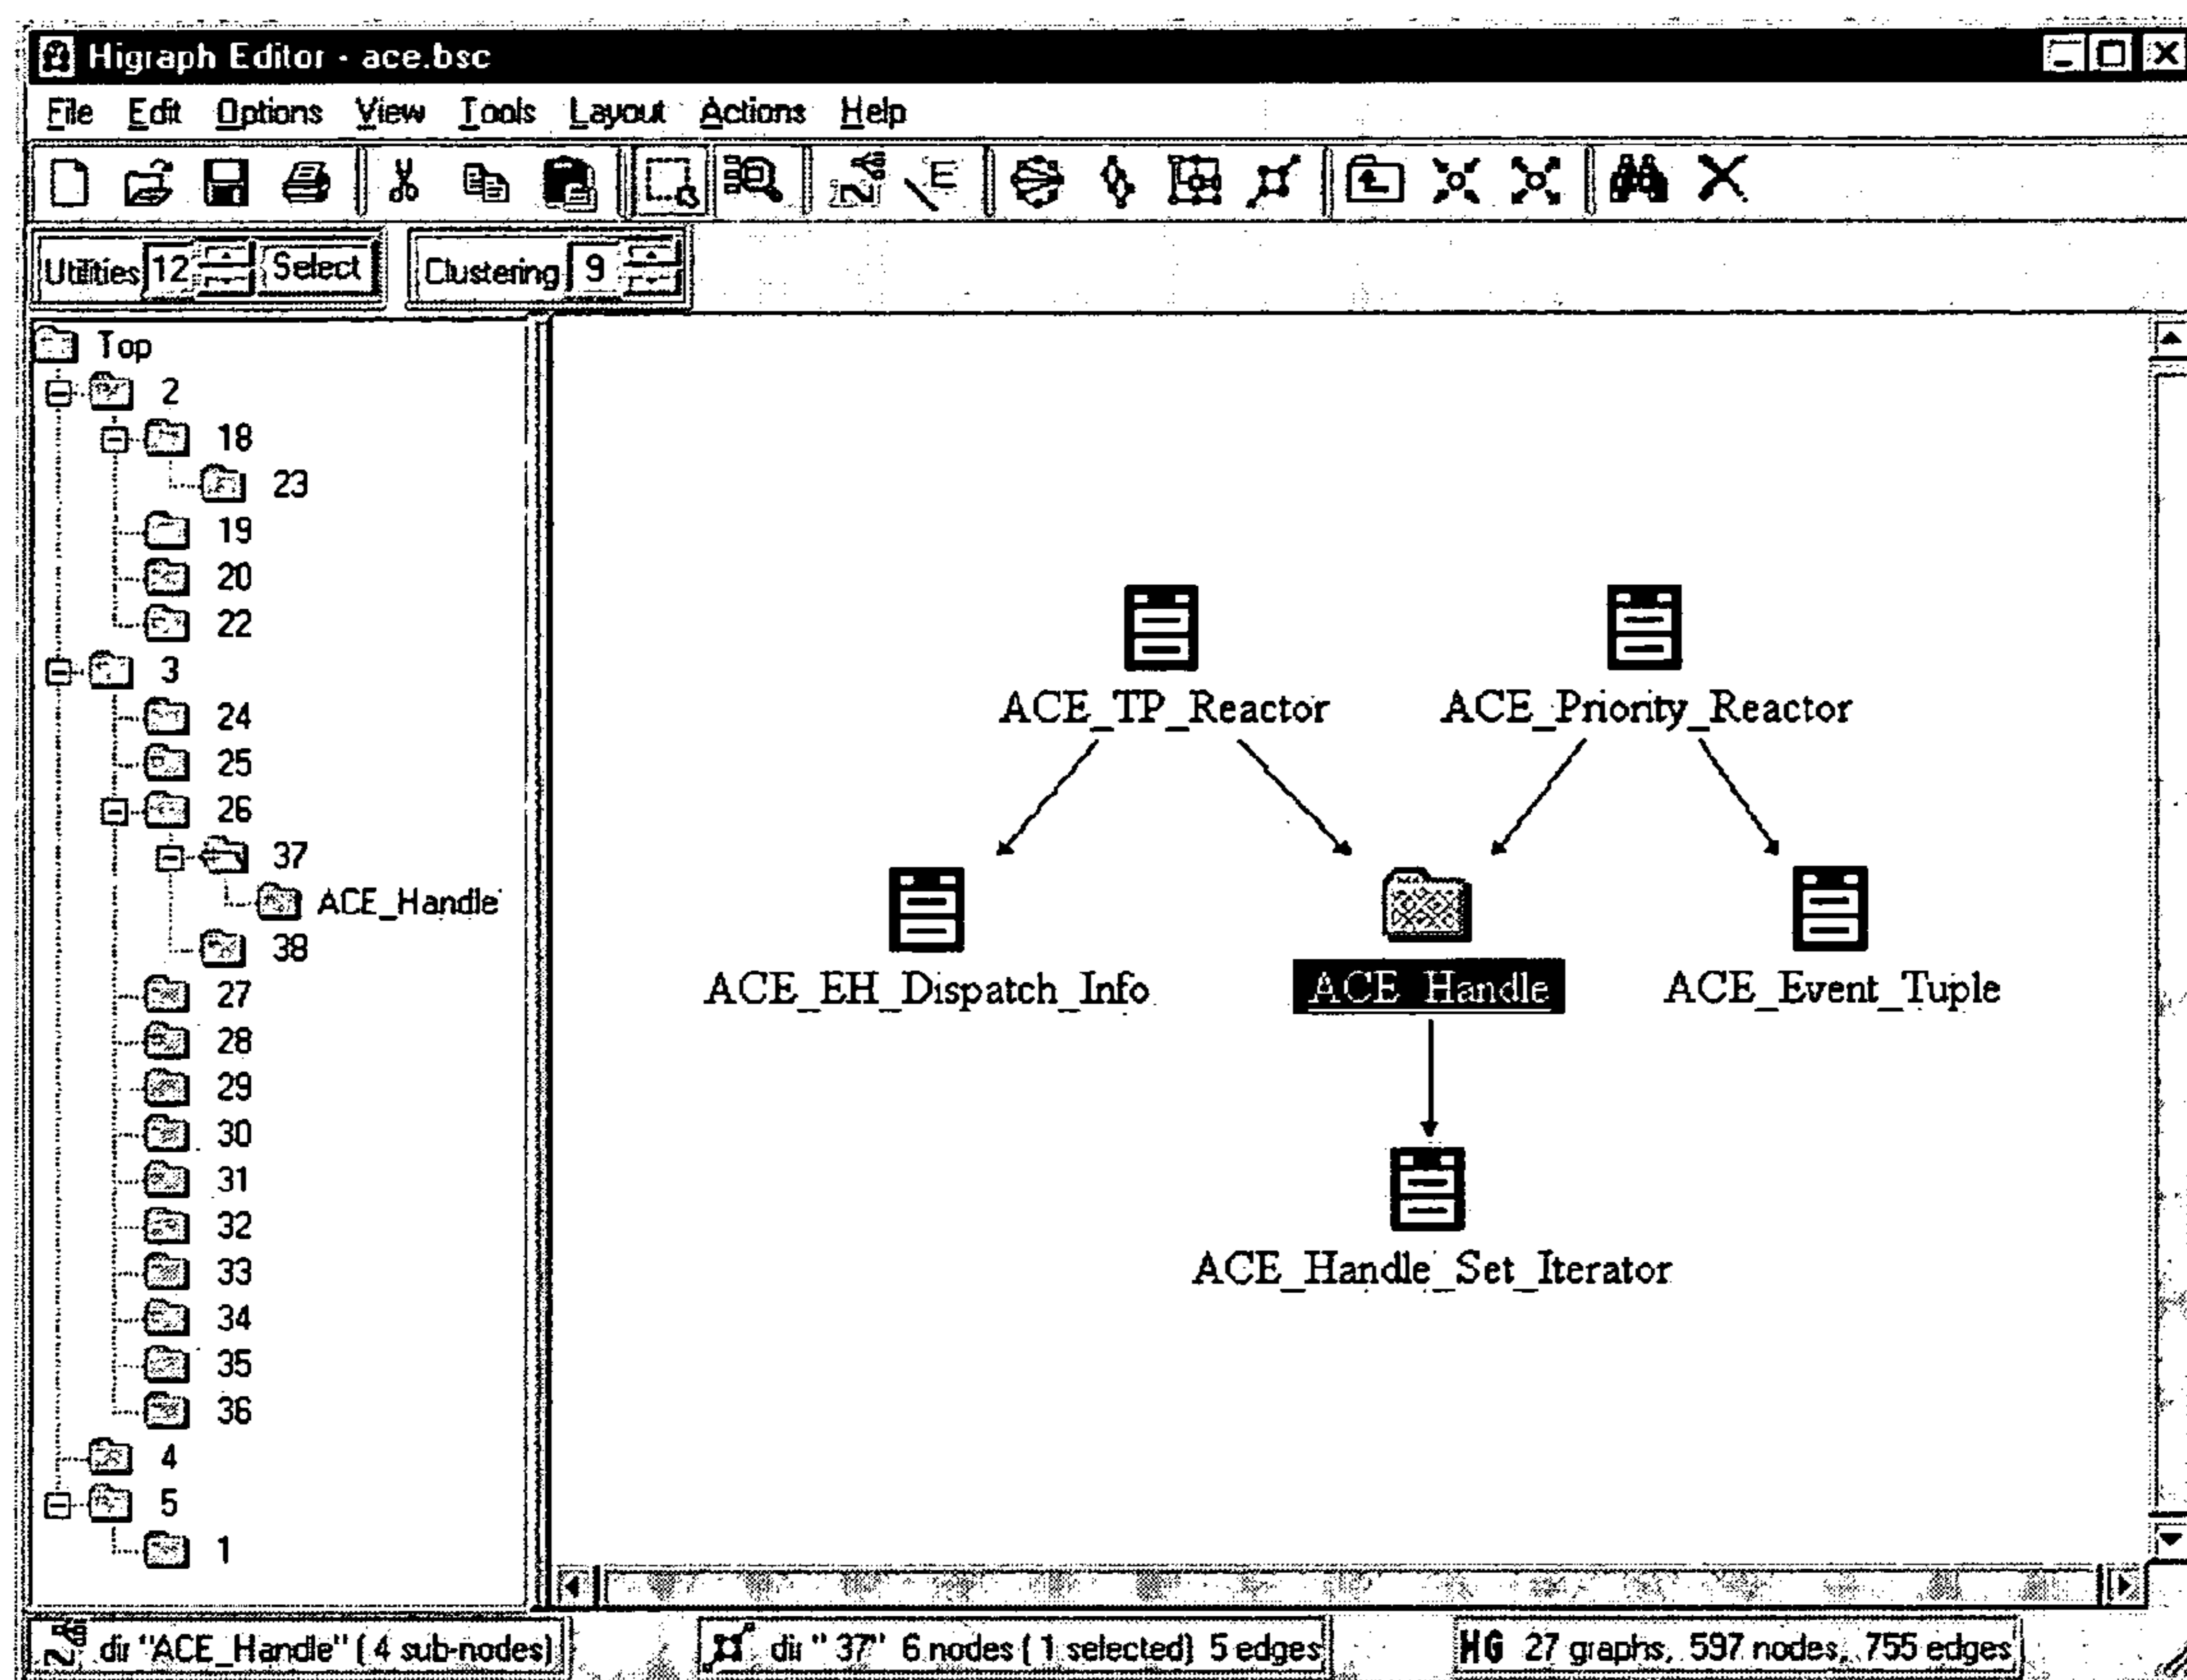 Higraph Editor - ace.bsc
File Edit Options View Tools Layout Actions Help
Utilities 12 Select Clustering 9
Top
2
18
23
19
20
22
3
24
25
26
37
ACE_Handle
38
27
28
29
30
31
32
33
34
35
36
4
5
1
ACE_TP_Reactor ACE_Priority_Reactor
ACE_EH_Dispatch_Info ACE_Handle ACE_Event_Tuple
ACE_Handle_Set_Iterator
dir "ACE_Handle" (4 sub-nodes) dir "37" 6 nodes (1 selected) 5 edges HG 27 graphs, 597 nodes, 755 edges